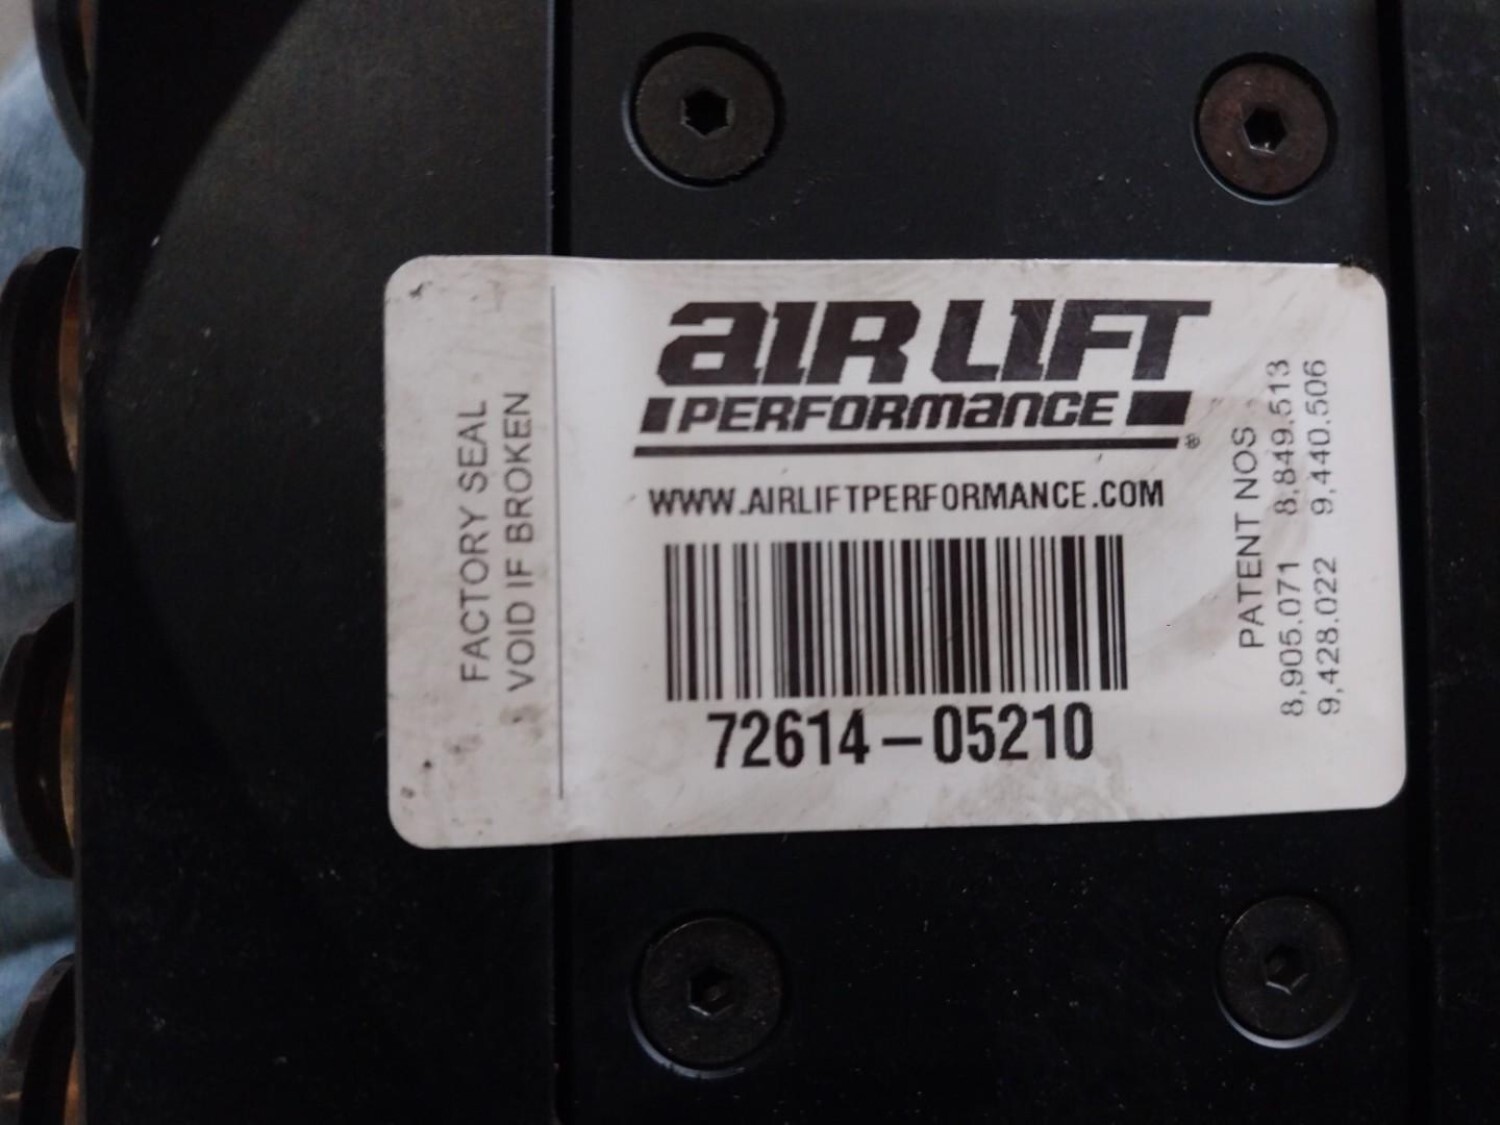 AIR LIFT
PERFORMANCE
®
WWW.AIRLIFTPERFORMANCE.COM
72614-05210
FACTORY SEAL
VOID IF BROKEN
PATENT NOS
8,905.071 8,849.513
9,428.022 9,440.506